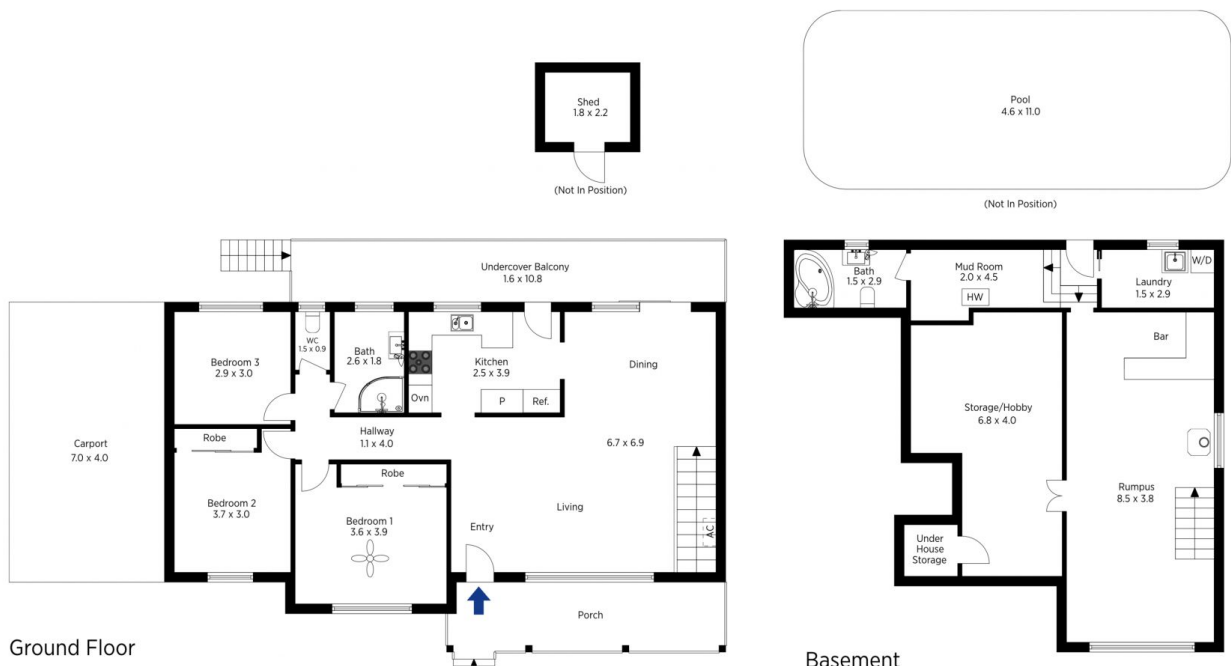 Shed
1.8 x 2.2
(Not In Position)
Pool
4.6 x 11.0
(Not In Position)
Undercover Balcony
1.6 x 10.8
Carport
7.0 x 4.0
Bedroom 3
2.9 x 3.0
WC
1.5 x 0.9
Bath
2.6 x 1.8
Kitchen
2.5 x 3.9
Ovn
P
Ref.
Dining
Hallway
1.1 x 4.0
6.7 x 6.9
Robe
Bedroom 2
3.7 x 3.0
Robe
Bedroom 1
3.6 x 3.9
Entry
Living
AC
Porch
Ground Floor
Bath
1.5 x 2.9
Mud Room
2.0 x 4.5
HW
Laundry
1.5 x 2.9
W/D
Bar
Storage/Hobby
6.8 x 4.0
Rumpus
8.5 x 3.8
Under
House
Storage
Basement